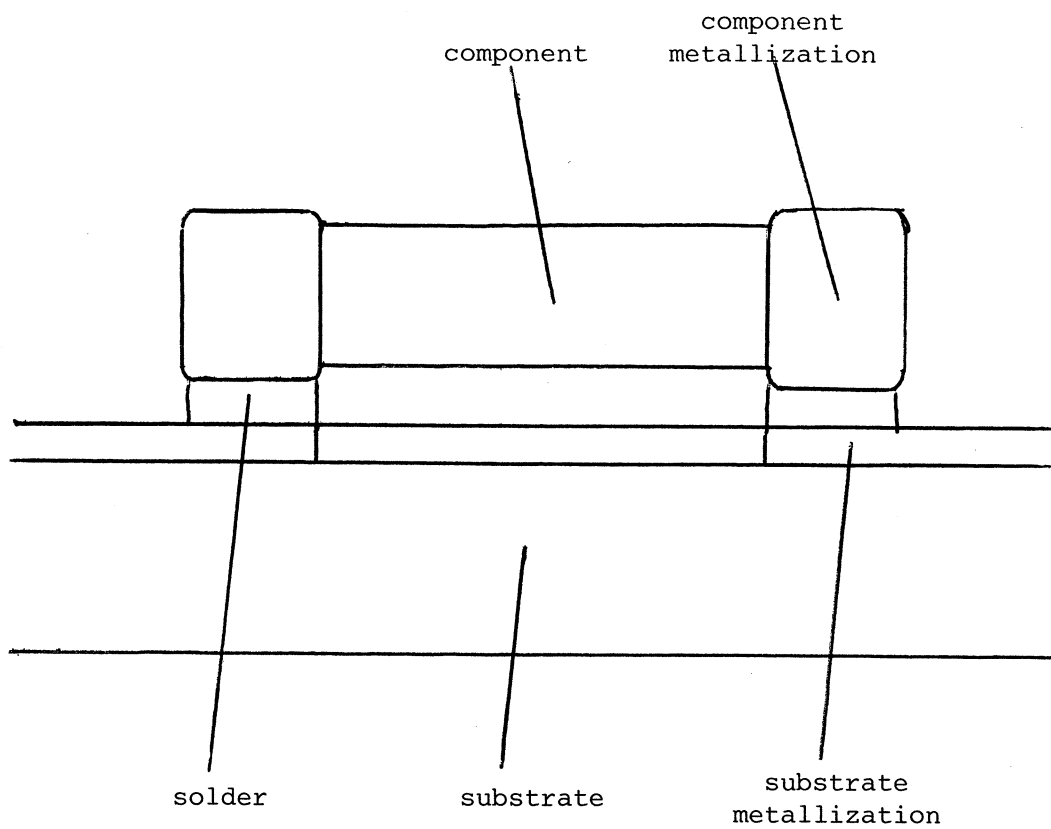 component
component
metallization
solder
substrate
substrate
metallization